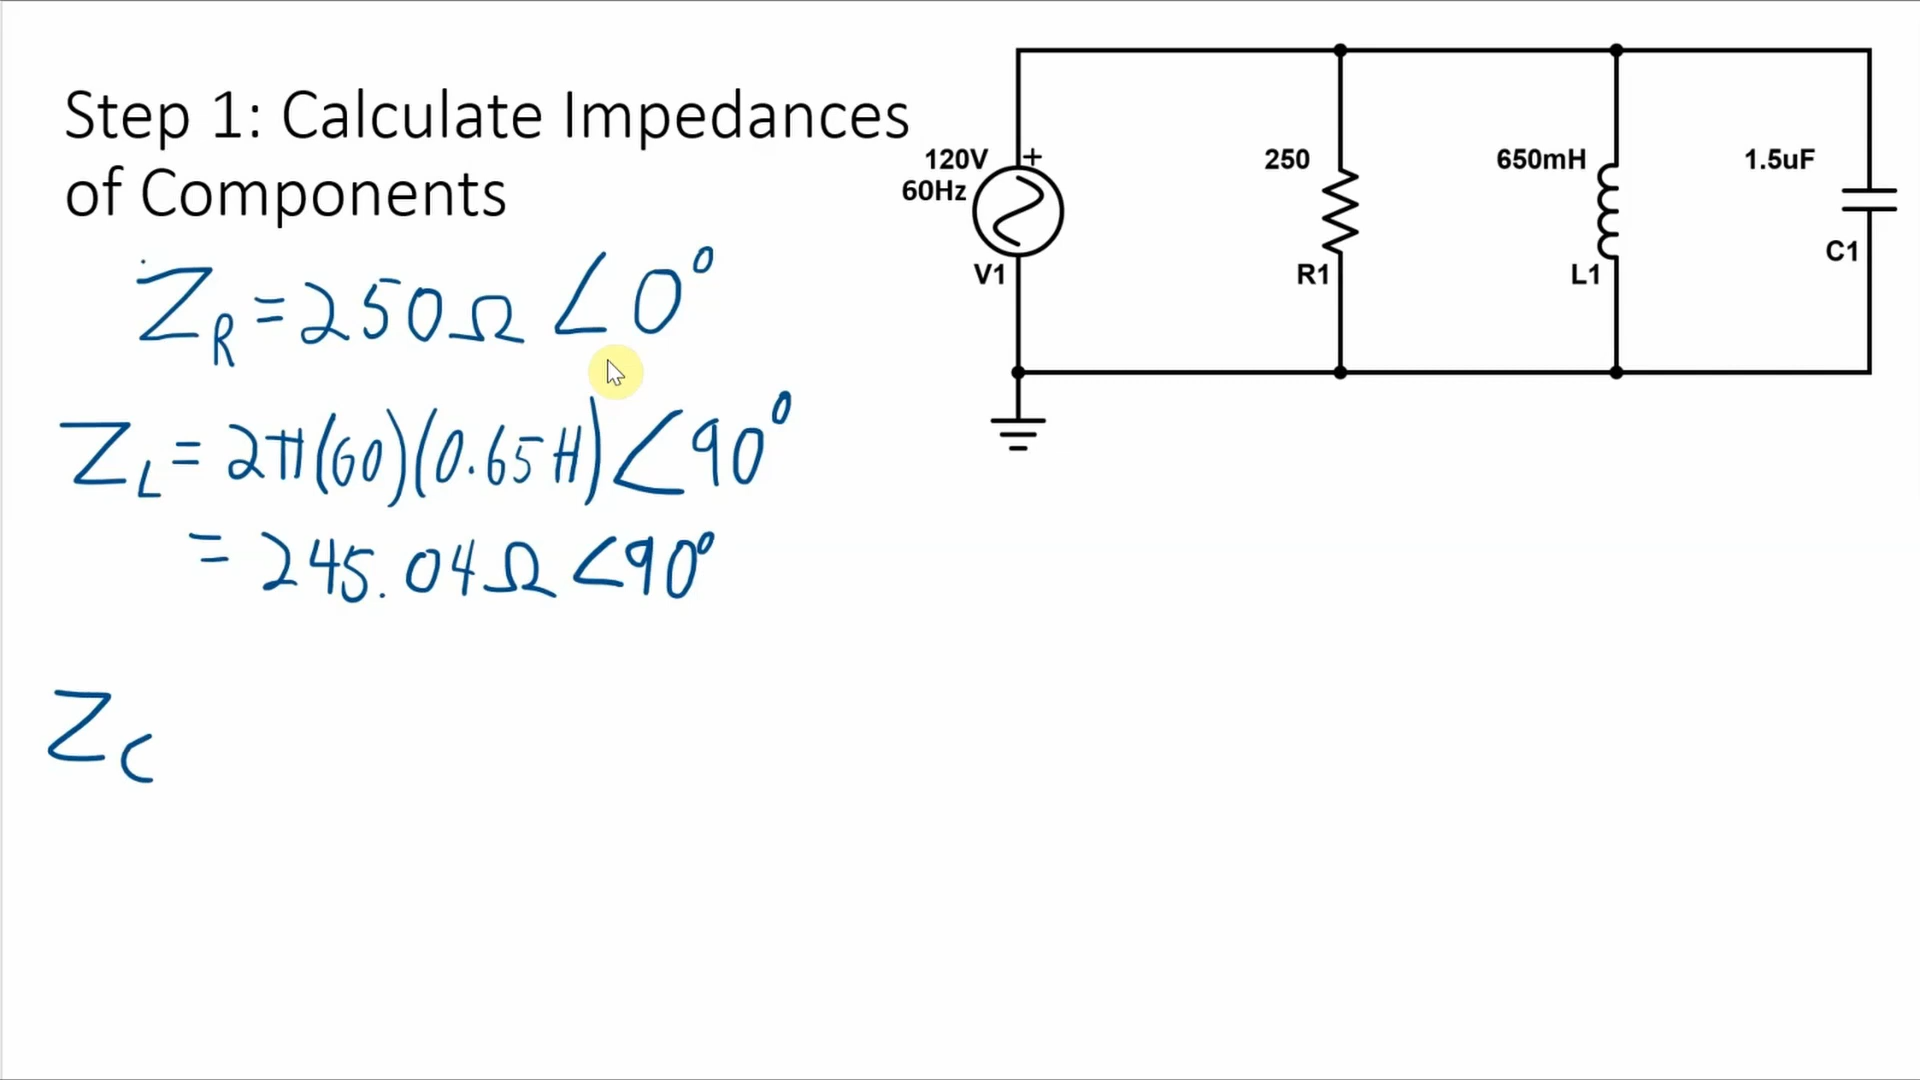 Step 1: Calculate Impedances
of Components
Z_R = 250Ω ∠0°
Z_L = 2π(60)(0.65H)∠90°
= 245.04Ω ∠90°
Z_C
120V
60Hz
+
V1
250
R1
650mH
L1
1.5uF
C1